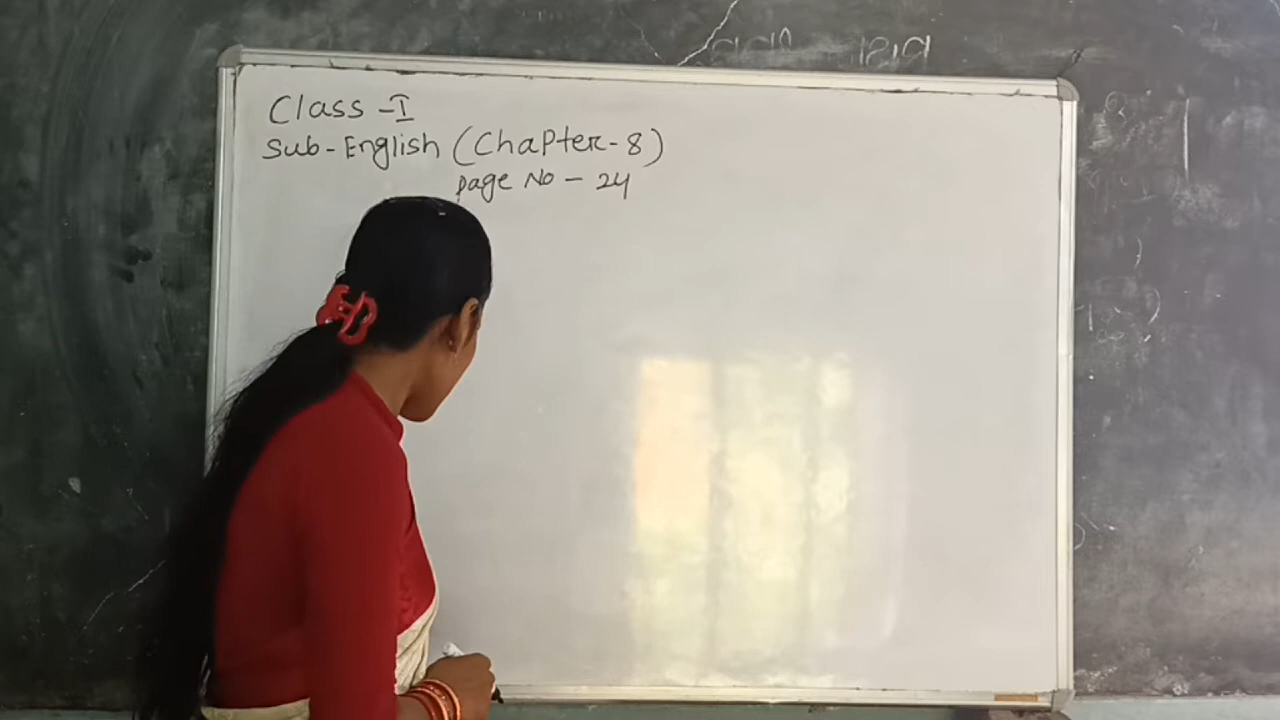 Class - I
Sub - English (Chapter - 8)
page No - 24